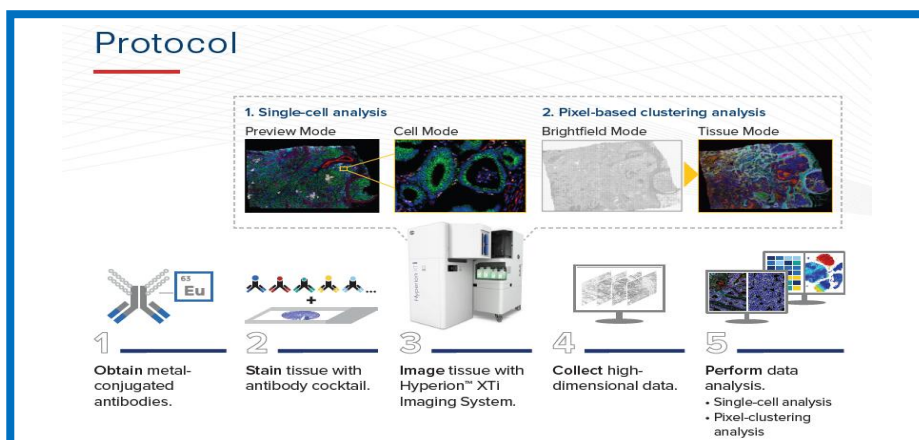 Protocol
1. Single-cell analysis
2. Pixel-based clustering analysis
Preview Mode
Cell Mode
Brightfield Mode
Tissue Mode
63
Eu
+
...
Hyperion XTi
1
2
3
4
5
Obtain metal-
conjugated
antibodies.
Stain tissue with
antibody cocktail.
Image tissue with
Hyperion™ XTi
Imaging System.
Collect high-
dimensional data.
Perform data
analysis.
• Single-cell analysis
• Pixel-clustering
analysis